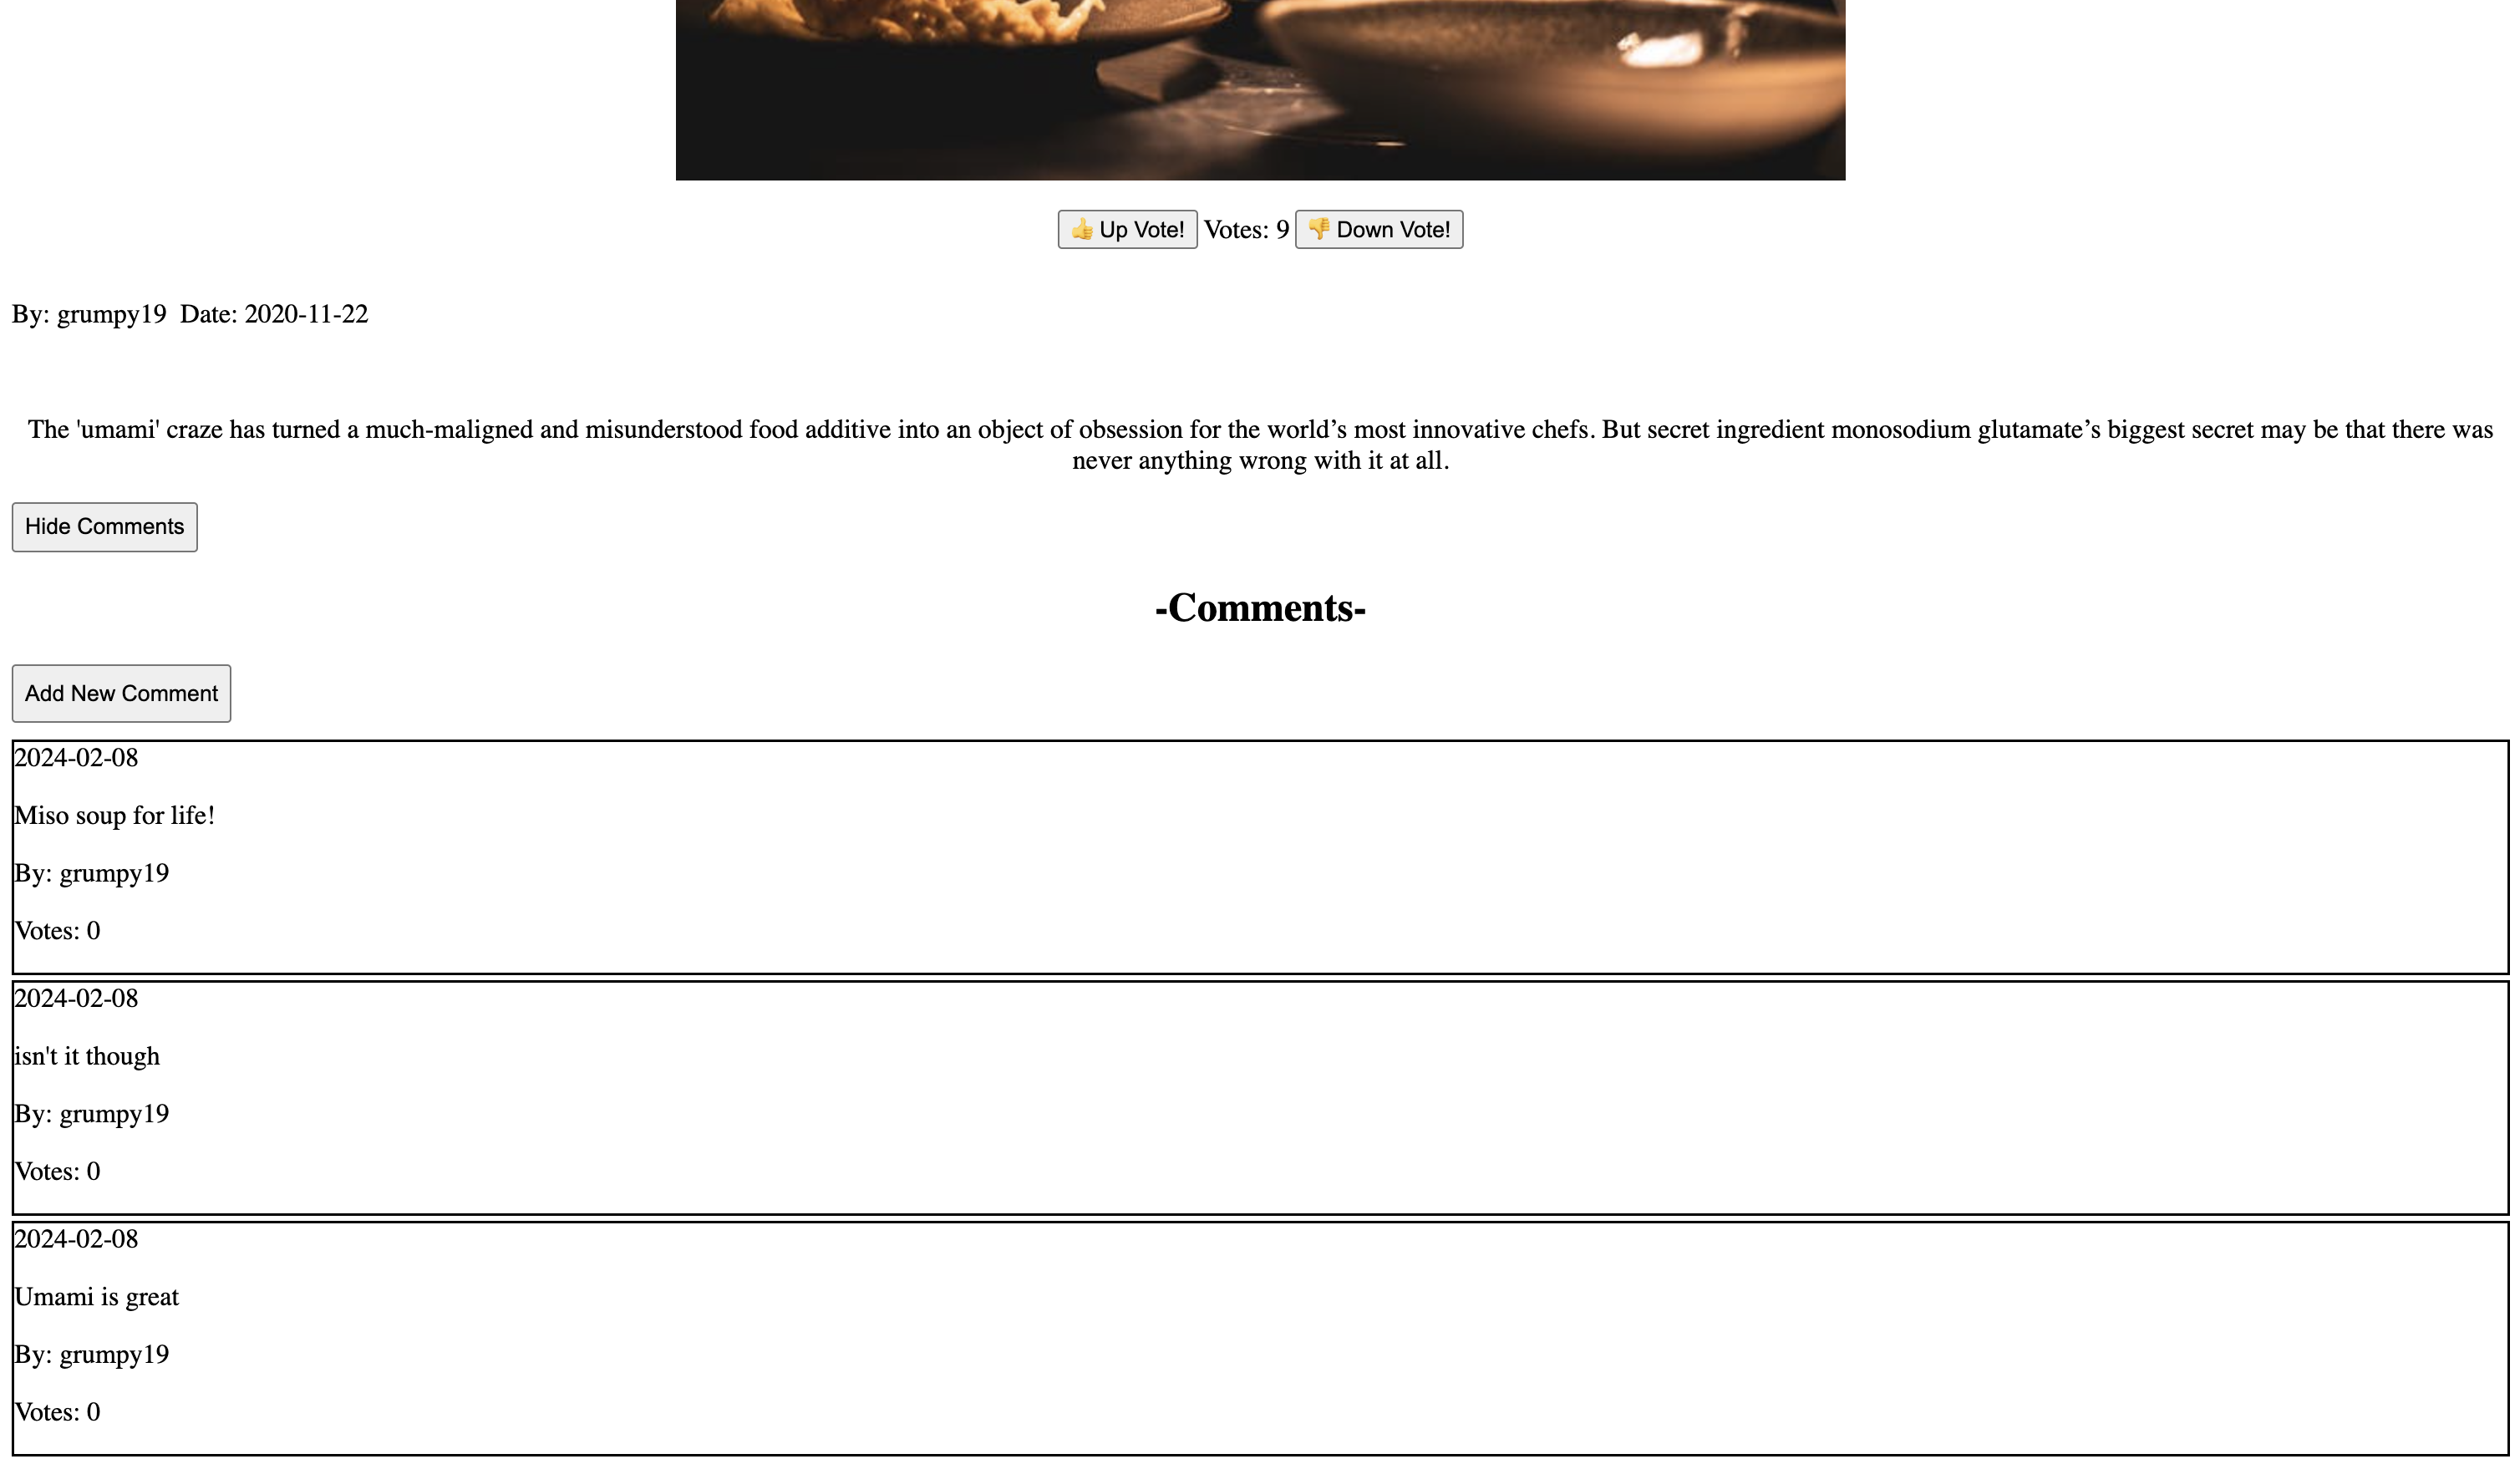 👍 Up Vote! Votes: 9 👎 Down Vote!
By: grumpy19 Date: 2020-11-22
The 'umami' craze has turned a much-maligned and misunderstood food additive into an object of obsession for the world’s most innovative chefs. But secret ingredient monosodium glutamate’s biggest secret may be that there was
never anything wrong with it at all.
Hide Comments
-Comments-
Add New Comment
2024-02-08
Miso soup for life!
By: grumpy19
Votes: 0
2024-02-08
isn't it though
By: grumpy19
Votes: 0
2024-02-08
Umami is great
By: grumpy19
Votes: 0